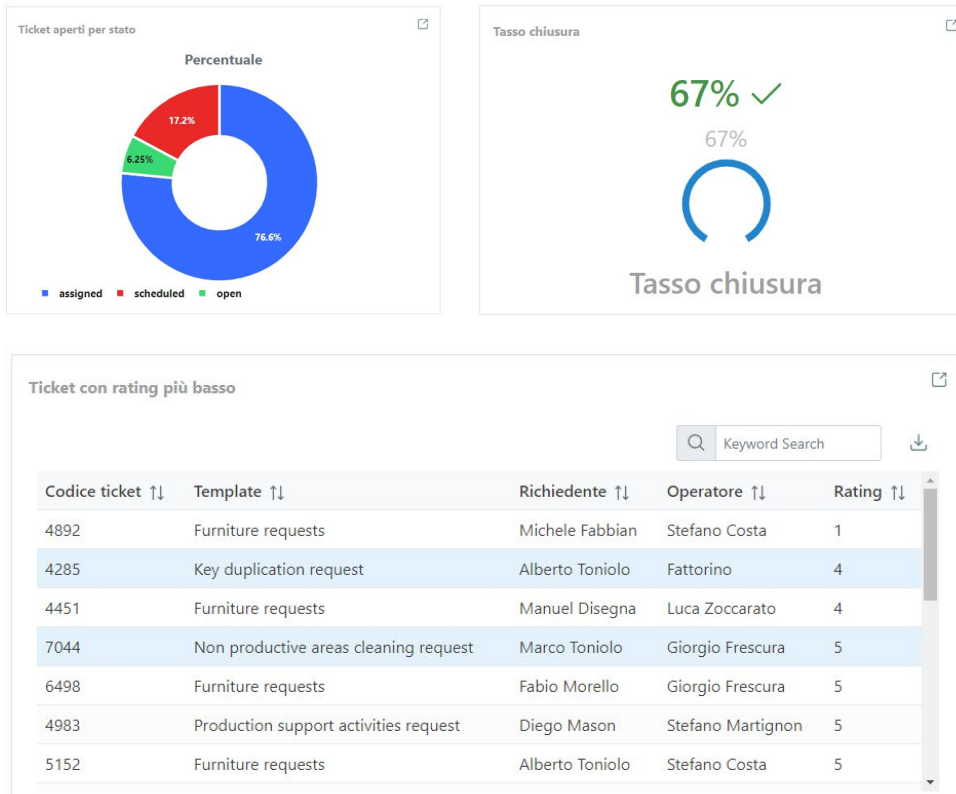 Ticket aperti per stato
Percentuale
17.2%
6.25%
76.6%
assigned scheduled open
Tasso chiusura
67%
67%
Tasso chiusura
Ticket con rating più basso
Keyword Search
Codice ticket Template Richiedente Operatore Rating
4892 Furniture requests Michele Fabbian Stefano Costa 1
4285 Key duplication request Alberto Toniolo Fattorino 4
4451 Furniture requests Manuel Disegna Luca Zoccarato 4
7044 Non productive areas cleaning request Marco Toniolo Giorgio Frescura 5
6498 Furniture requests Fabio Morello Giorgio Frescura 5
4983 Production support activities request Diego Mason Stefano Martignon 5
5152 Furniture requests Alberto Toniolo Stefano Costa 5